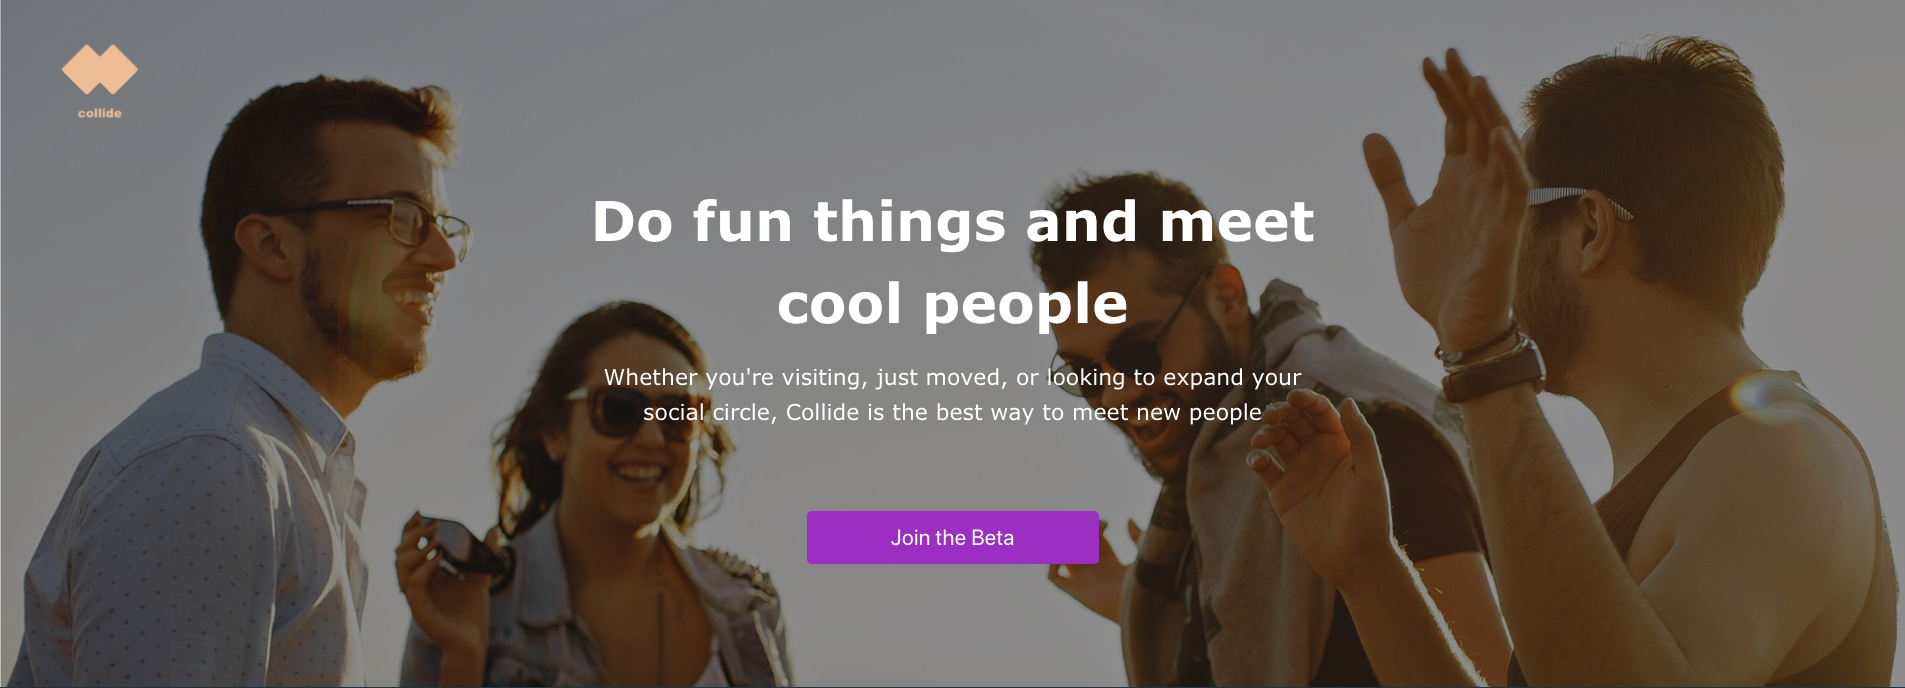 collide
Do fun things and meet
cool people
Whether you're visiting, just moved, or looking to expand your
social circle, Collide is the best way to meet new people
Join the Beta